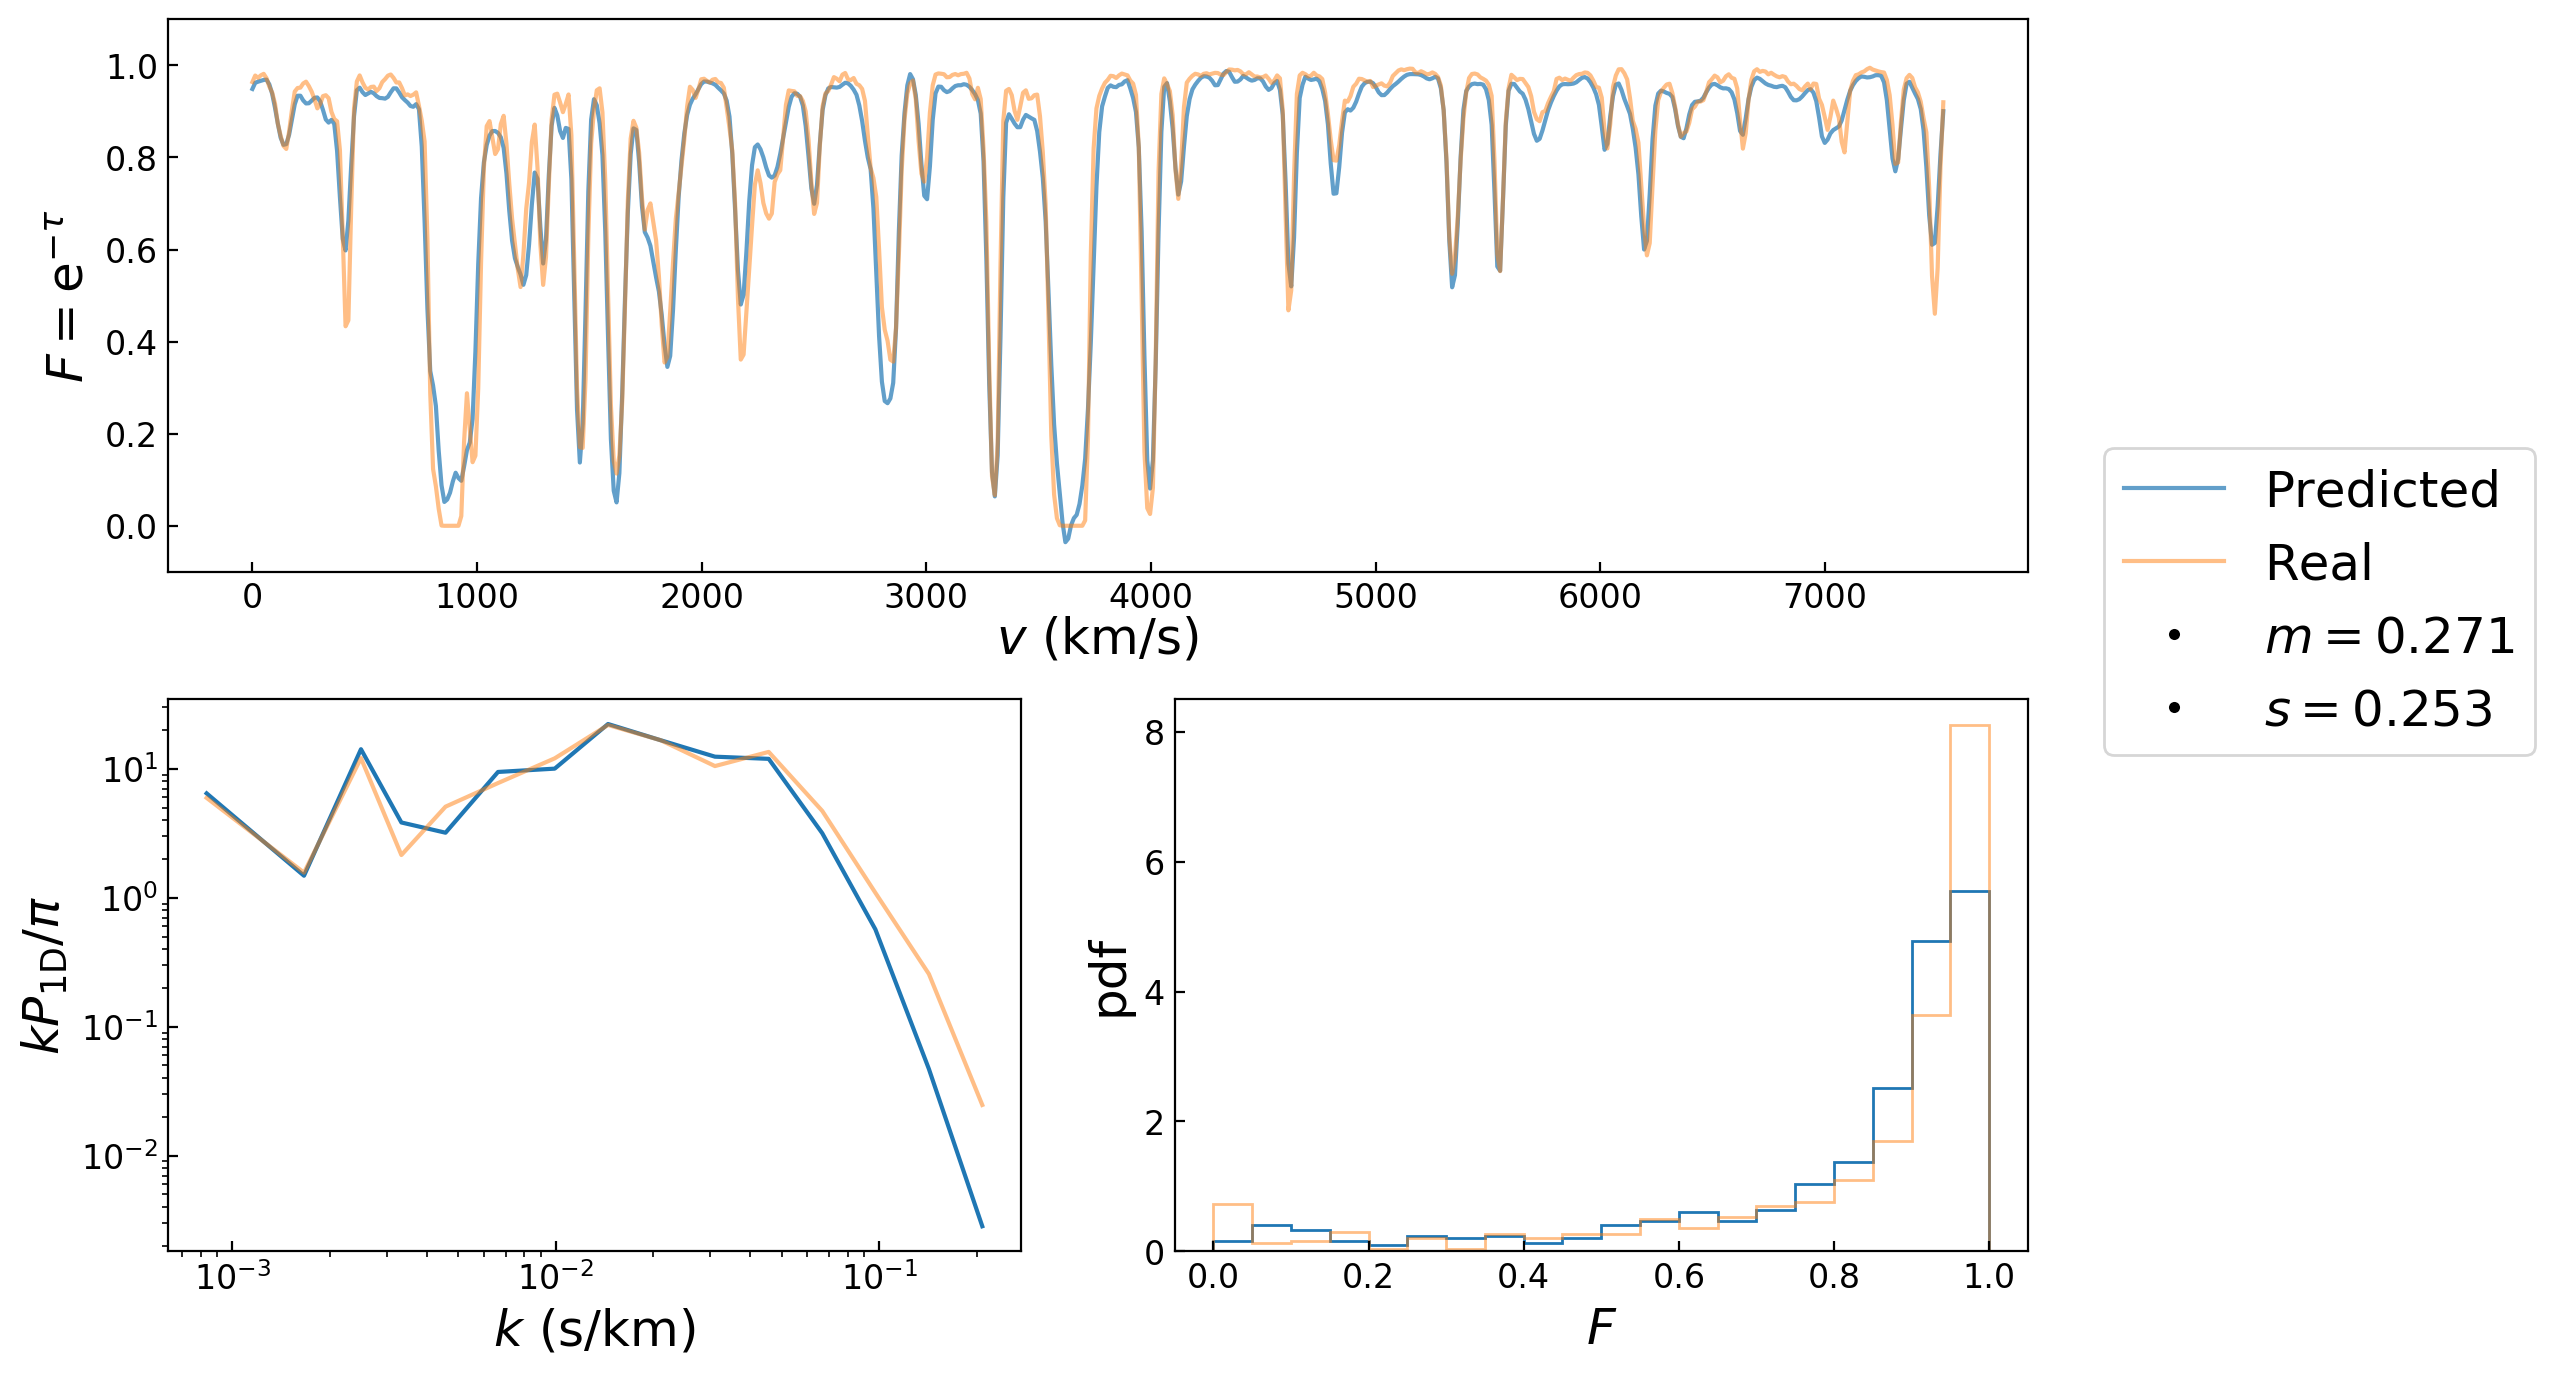 1.0
0.8
0.6
0.4
0.2
0.0
F = e^{−τ}
0 1000 2000 3000 4000 5000 6000 7000
v (km/s)
Predicted
Real
m = 0.271
s = 0.253
10^1
10^0
10^{−1}
10^{−2}
kP_{1D}/π
10^{−3} 10^{−2} 10^{−1}
k (s/km)
8
6
4
2
0
pdf
0.0 0.2 0.4 0.6 0.8 1.0
F